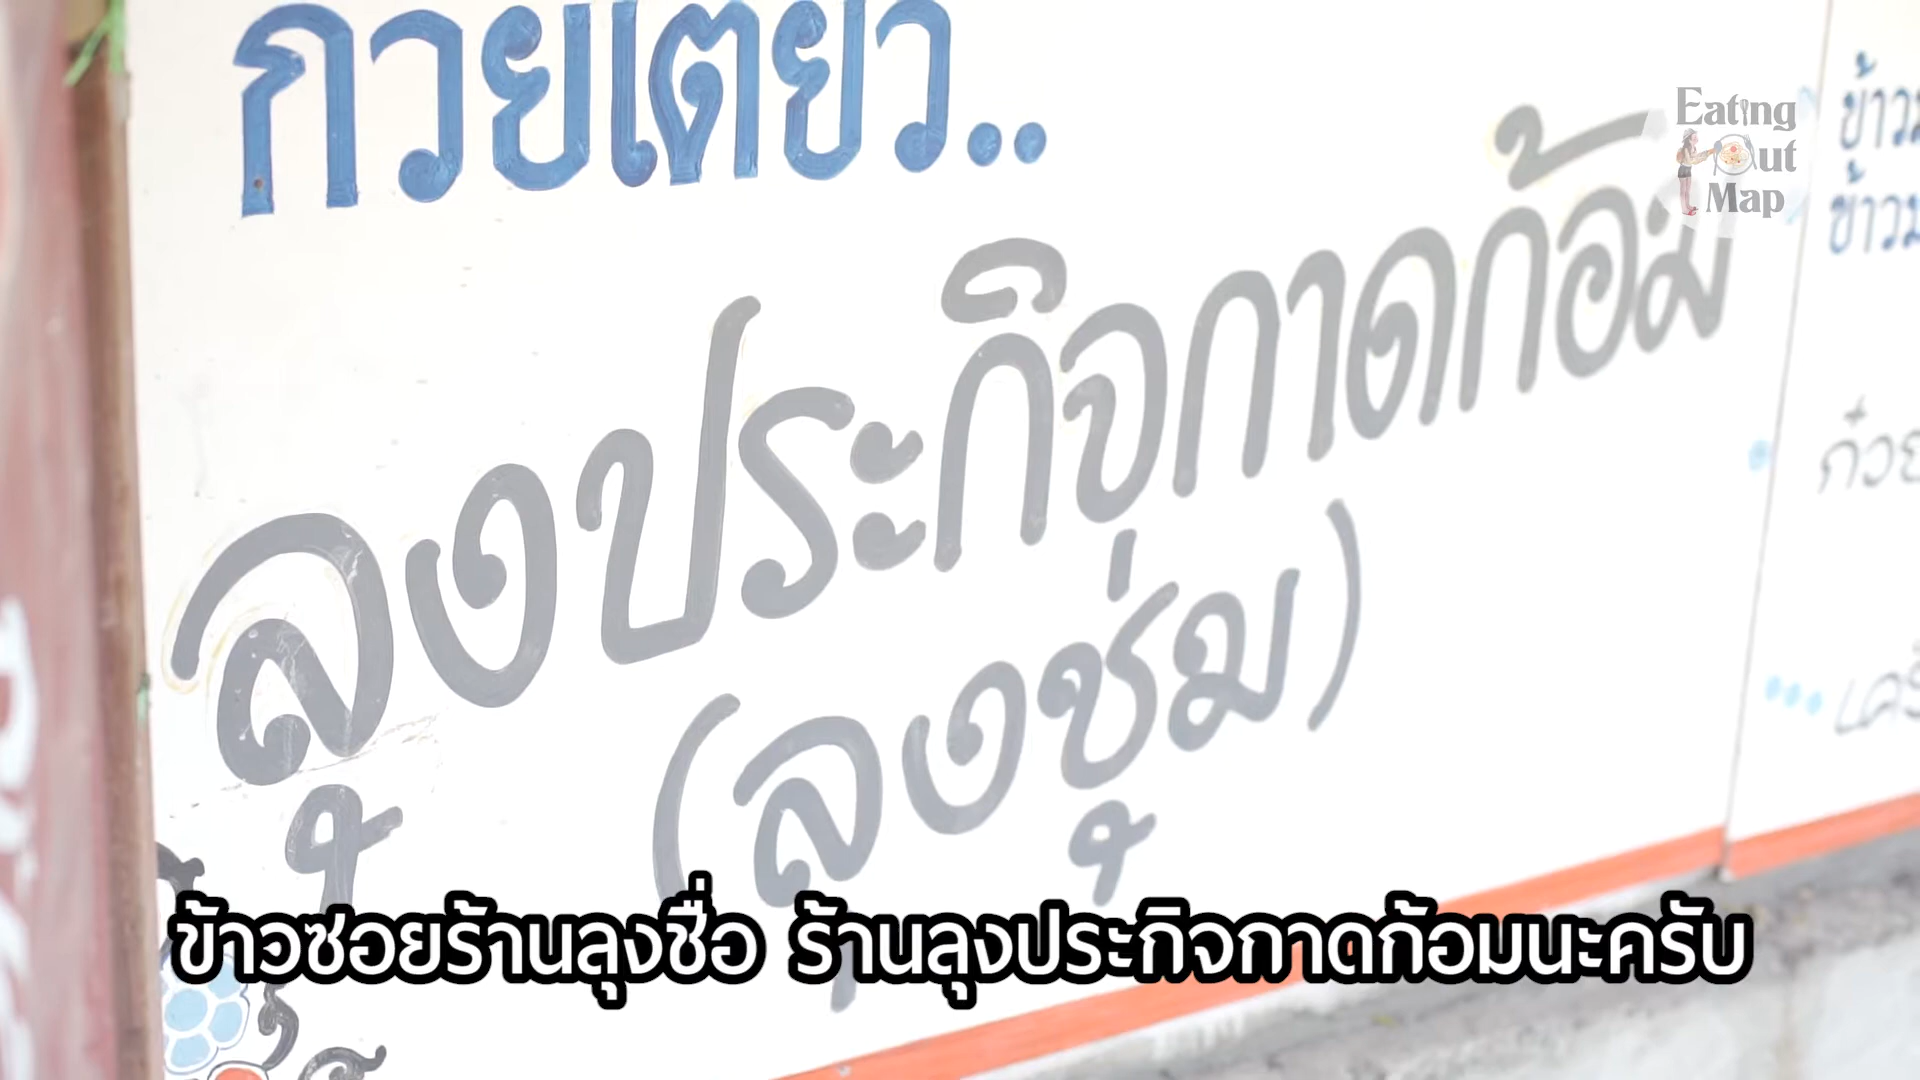 กวยเตยว..
ลุงประกิจกาดก้อม
(ลุงชุ่ม)
Eating
Out
Map
ข้าวซอยร้านลุงชื่อ ร้านลุงประกิจกาดก้อมนะครับ